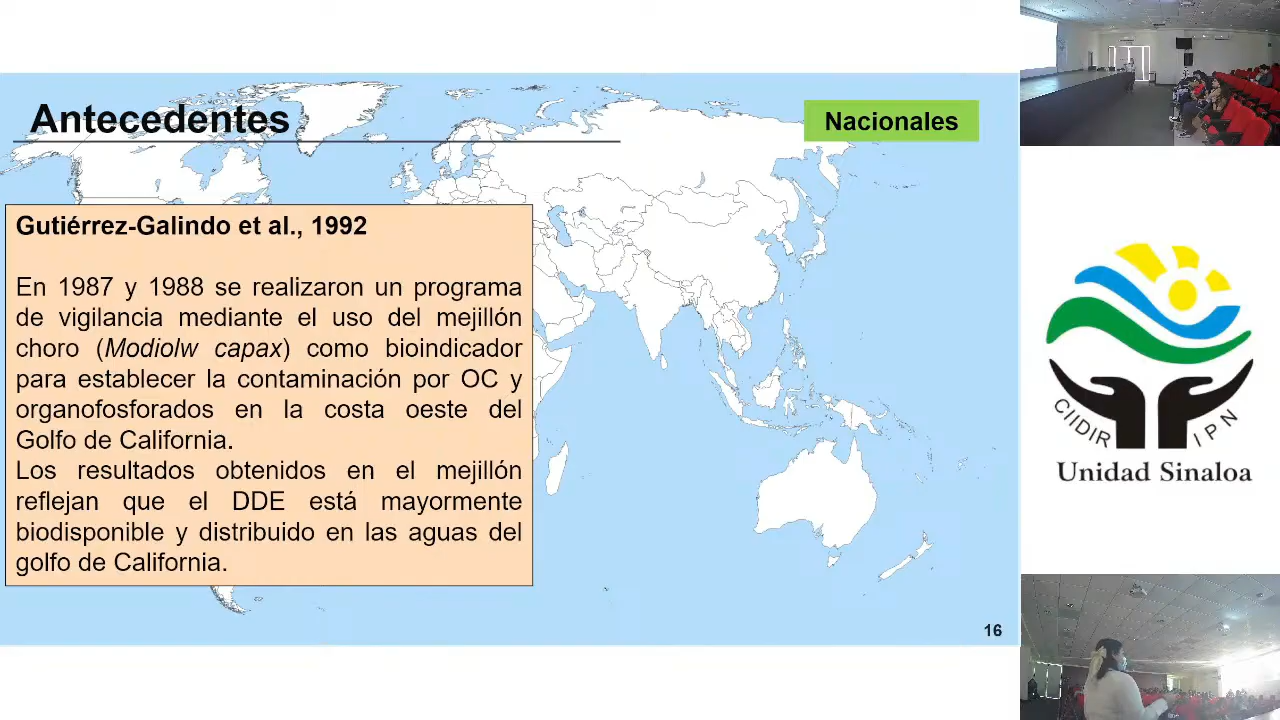 Antecedentes
Nacionales
Gutiérrez-Galindo et al., 1992
En 1987 y 1988 se realizaron un programa
de vigilancia mediante el uso del mejillón
choro (Modiolw capax) como bioindicador
para establecer la contaminación por OC y
organofosforados en la costa oeste del
Golfo de California.
Los resultados obtenidos en el mejillón
reflejan que el DDE está mayormente
biodisponible y distribuido en las aguas del
golfo de California.
16
CIIDIR IPN
Unidad Sinaloa